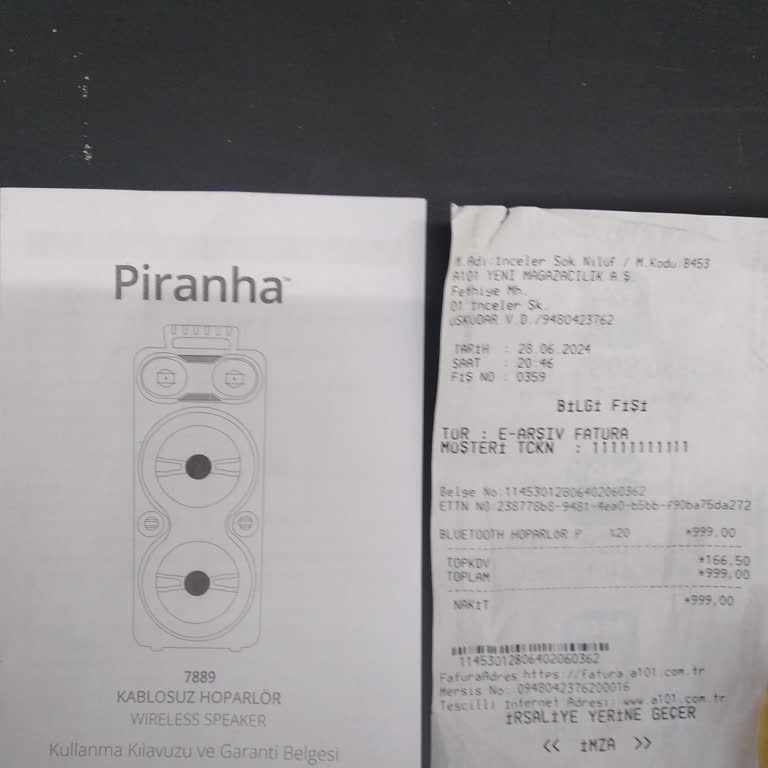 Piranha™
7889
KABLOSUZ HOPARLÖR
WIRELESS SPEAKER
Kullanma Kılavuzu ve Garanti Belgesi
M.Adı:İnceler Sok Nilüf / M.Kodu:B453
A101 YENİ MAĞAZACILIK A.Ş.
Fethiye Mh.
01 İnceler Sk.
ÜSKÜDAR V.D./9480423762
TARİH : 28.06.2024
SAAT : 20:46
FİŞ NO : 0359
BİLGİ FİŞİ
TÜR : E-ARŞİV FATURA
MÜŞTERİ TCKN : 11111111111
Belge No:11453012806402060362
ETTN NO:238778b8-9481-4ea0-b5bb-f90ba75da272
BLUETOOTH HOPARLÖR P %20 *999,00
TOPKDV *166,50
TOPLAM *999,00
NAKİT *999,00
11453012806402060362
FaturaAdres https://fatura.a101.com.tr
Mersis No: 0948042376200016
Tescilli İnternet Adresi: www.a101.com.tr
İRSALİYE YERİNE GEÇER
<< İMZA >>